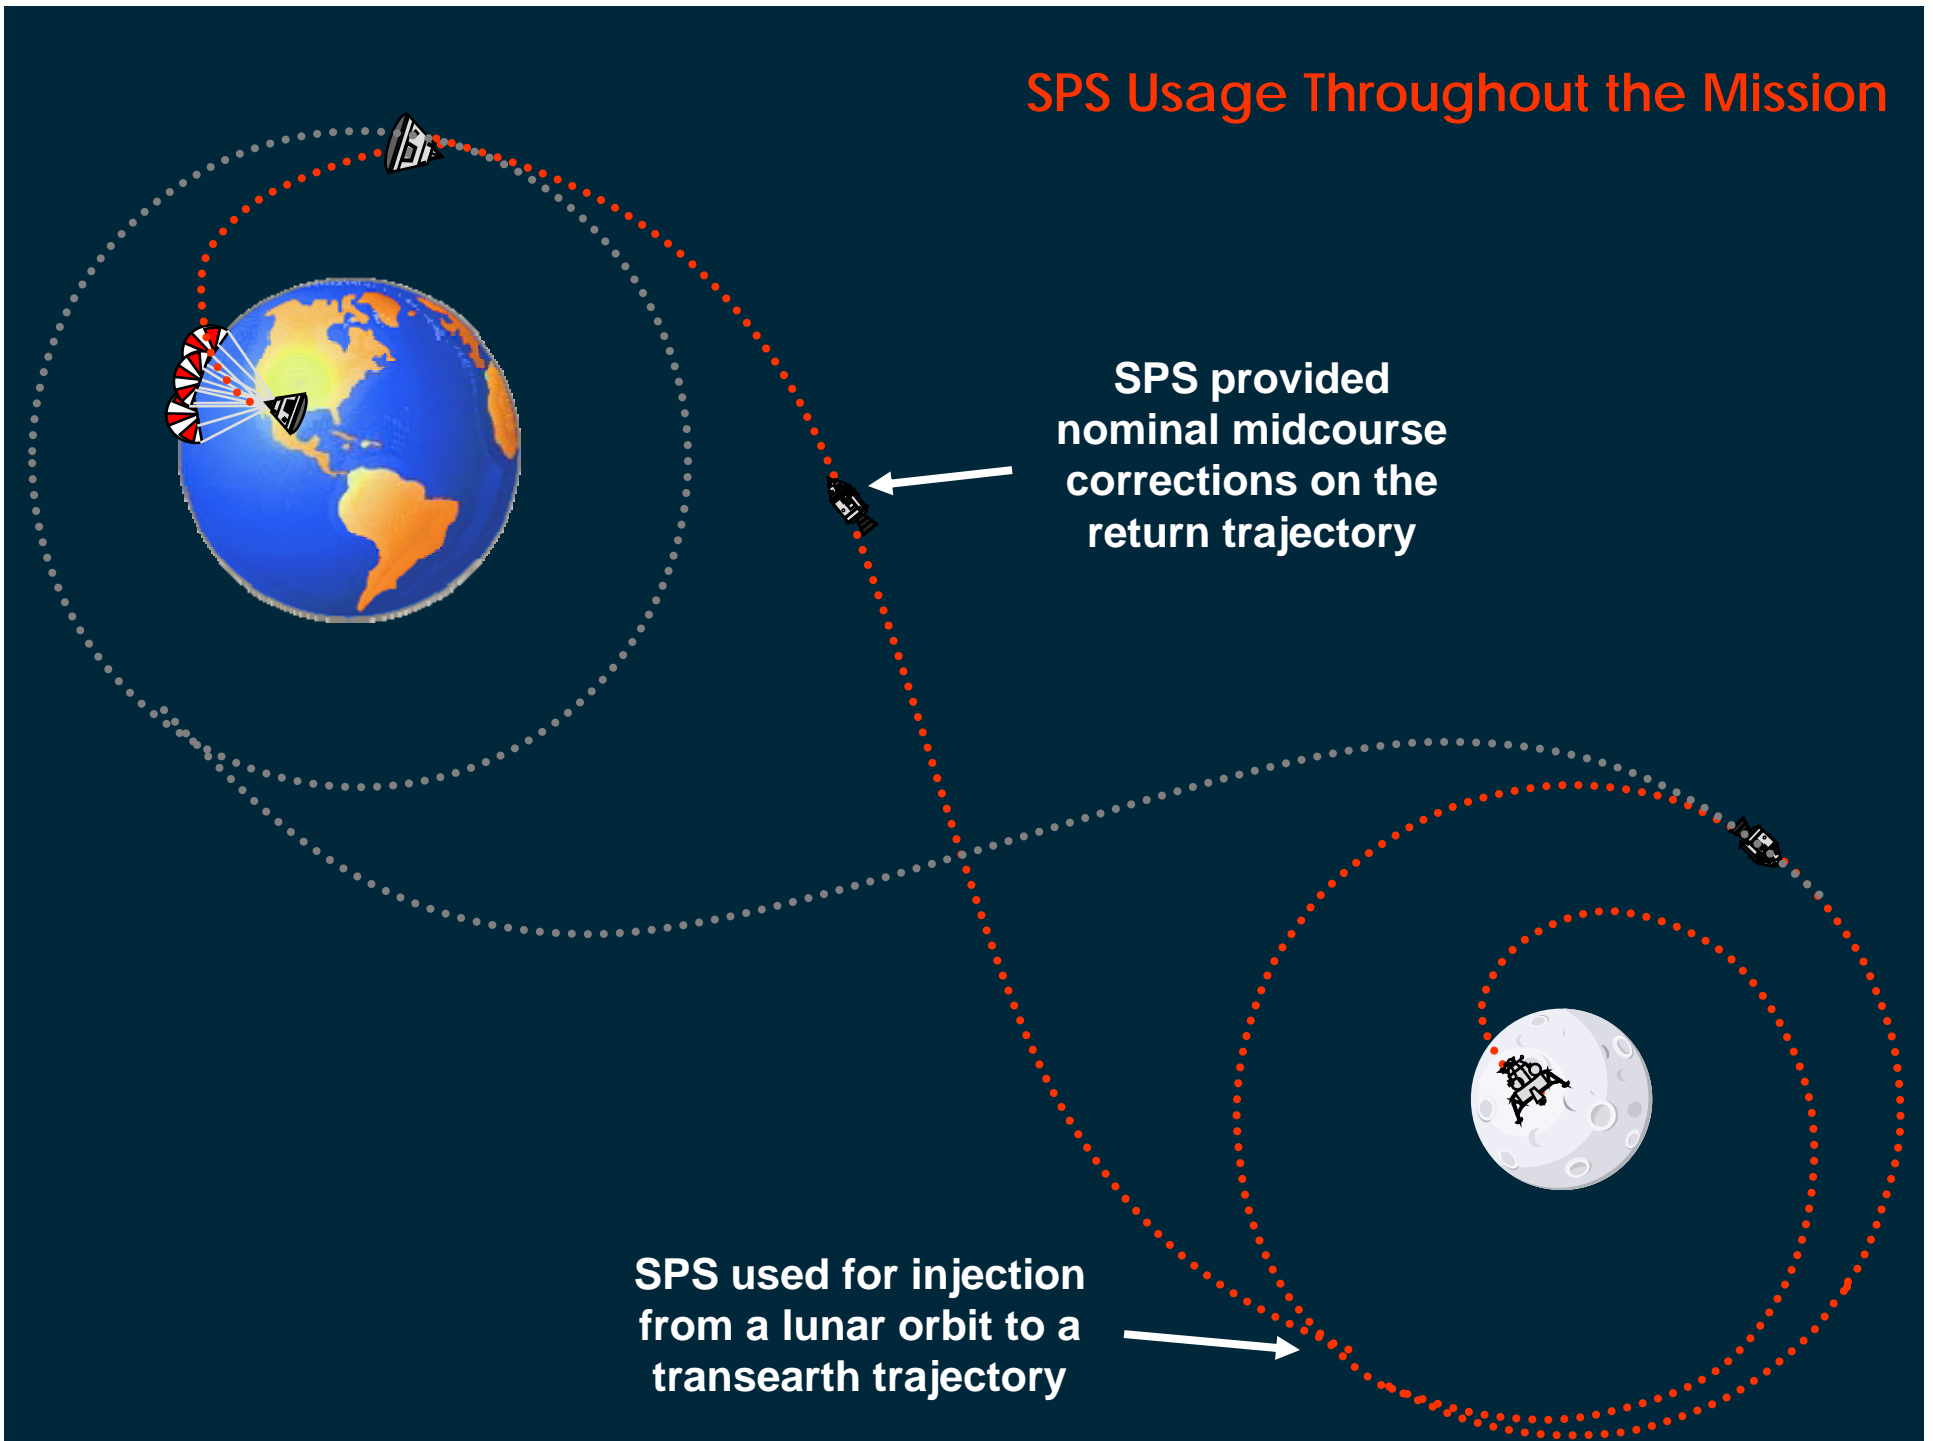 SPS Usage Throughout the Mission
SPS provided
nominal midcourse
corrections on the
return trajectory
SPS used for injection
from a lunar orbit to a
transearth trajectory